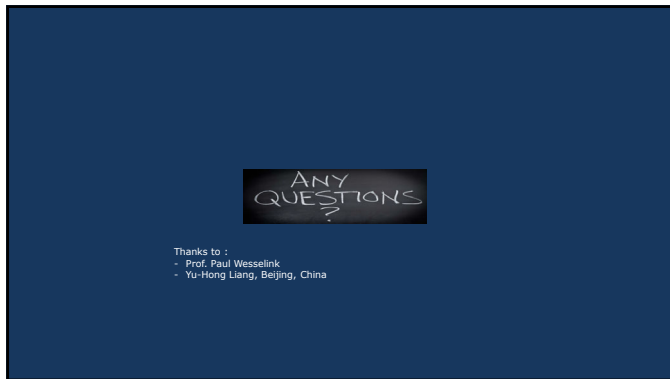 ANY
QUESTIONS
?
Thanks to :
- Prof. Paul Wesselink
- Yu-Hong Liang, Beijing, China